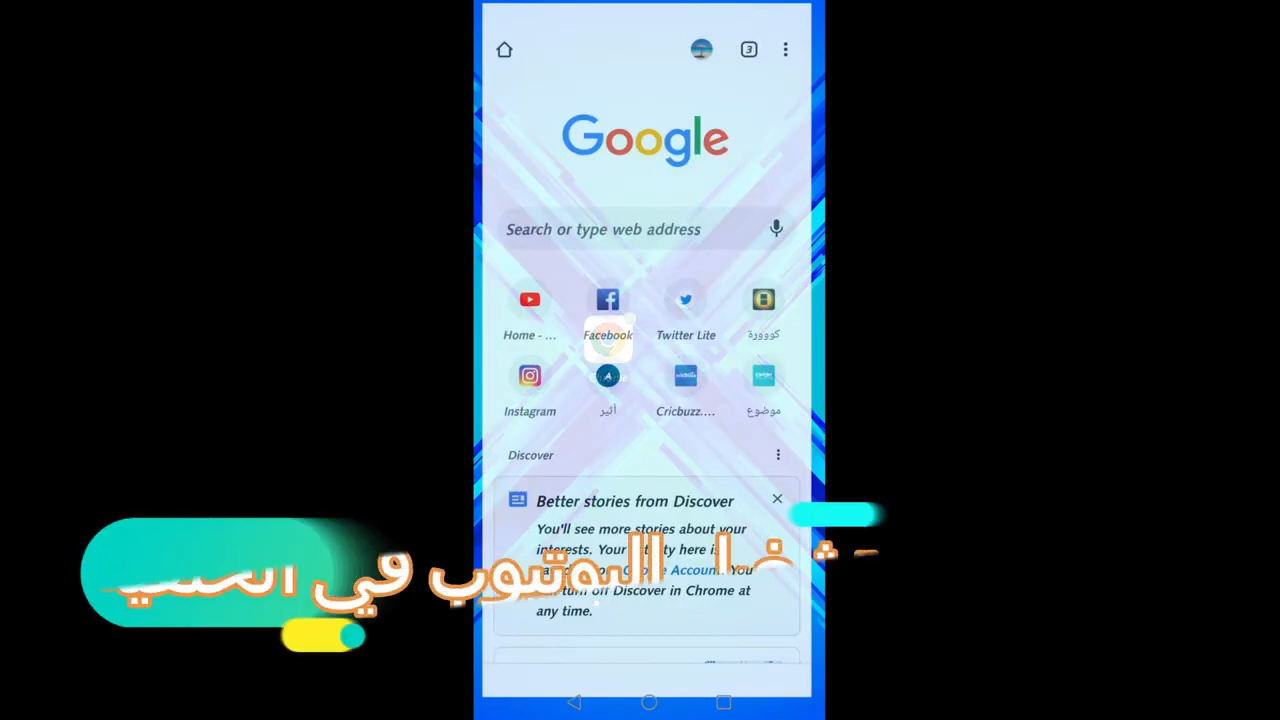 3
Google
Search or type web address
Home - ...
Facebook
Twitter Lite
كووورة
Instagram
أثير
Cricbuzz....
موضوع
Discover
Better stories from Discover
You'll see more stories about your
interests. Your
Account. You
turn off Discover in Chrome at
any time.
اليوتيوب في